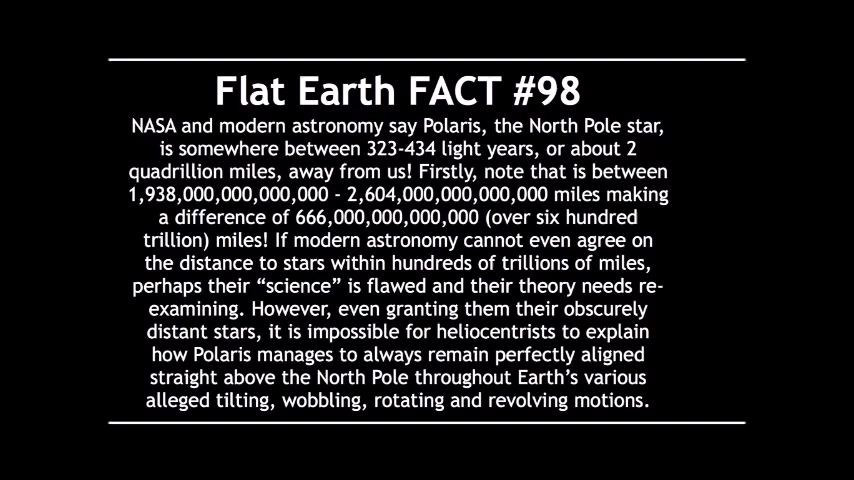 Flat Earth FACT #98
NASA and modern astronomy say Polaris, the North Pole star,
is somewhere between 323-434 light years, or about 2
quadrillion miles, away from us! Firstly, note that is between
1,938,000,000,000,000 - 2,604,000,000,000,000 miles making
a difference of 666,000,000,000,000 (over six hundred
trillion) miles! If modern astronomy cannot even agree on
the distance to stars within hundreds of trillions of miles,
perhaps their “science” is flawed and their theory needs re-
examining. However, even granting them their obscurely
distant stars, it is impossible for heliocentrists to explain
how Polaris manages to always remain perfectly aligned
straight above the North Pole throughout Earth’s various
alleged tilting, wobbling, rotating and revolving motions.